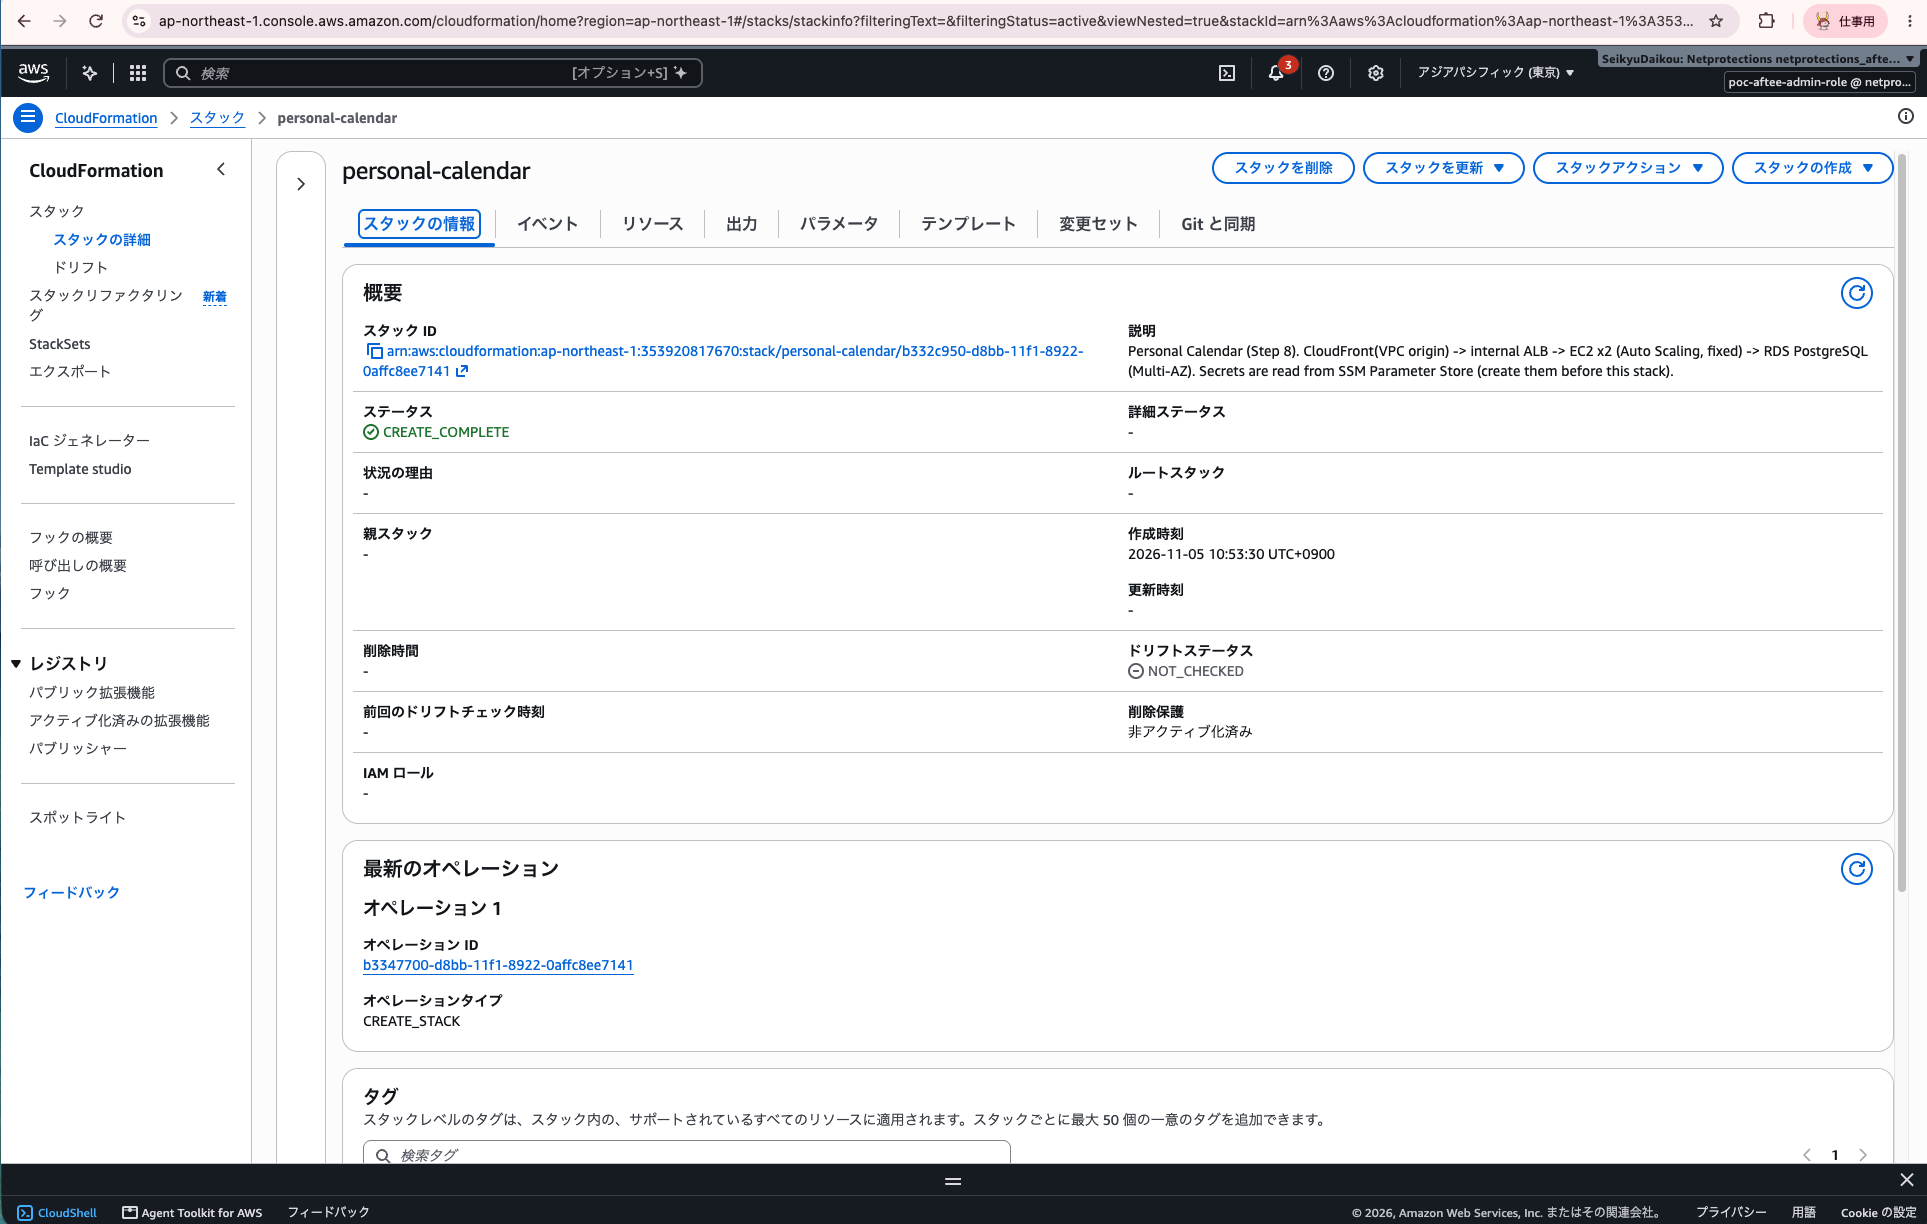 ap-northeast-1.console.aws.amazon.com/cloudformation/home?region=ap-northeast-1#/stacks/stackinfo?filteringText=&filteringStatus=active&viewNested=true&stackId=arn%3Aaws%3Acloudformation%3Aap-northeast-1%3A353...
仕事用
aws
検索
[オプション+S]
3
アジアパシフィック (東京)
SeikyuDaikou: Netprotections netprotections_afte...
poc-aftee-admin-role @ netpro...
CloudFormation
スタック
personal-calendar
CloudFormation
スタック
スタックの詳細
ドリフト
スタックリファクタリング
新着
StackSets
エクスポート
IaC ジェネレーター
Template studio
フックの概要
呼び出しの概要
フック
レジストリ
パブリック拡張機能
アクティブ化済みの拡張機能
パブリッシャー
スポットライト
フィードバック
personal-calendar
スタックを削除
スタックを更新
スタックアクション
スタックの作成
スタックの情報
イベント
リソース
出力
パラメータ
テンプレート
変更セット
Git と同期
概要
スタック ID
arn:aws:cloudformation:ap-northeast-1:353920817670:stack/personal-calendar/b332c950-d8bb-11f1-8922-
0affc8ee7141
説明
Personal Calendar (Step 8). CloudFront(VPC origin) -> internal ALB -> EC2 x2 (Auto Scaling, fixed) -> RDS PostgreSQL
(Multi-AZ). Secrets are read from SSM Parameter Store (create them before this stack).
ステータス
CREATE_COMPLETE
詳細ステータス
-
状況の理由
-
ルートスタック
-
親スタック
-
作成時刻
2026-11-05 10:53:30 UTC+0900
更新時刻
-
削除時間
-
ドリフトステータス
NOT_CHECKED
前回のドリフトチェック時刻
-
削除保護
非アクティブ化済み
IAM ロール
-
最新のオペレーション
オペレーション 1
オペレーション ID
b3347700-d8bb-11f1-8922-0affc8ee7141
オペレーションタイプ
CREATE_STACK
タグ
スタックレベルのタグは、スタック内の、サポートされているすべてのリソースに適用されます。スタックごとに最大 50 個の一意のタグを追加できます。
検索タグ
1
CloudShell
Agent Toolkit for AWS
フィードバック
© 2026, Amazon Web Services, Inc. またはその関連会社。
プライバシー
用語
Cookie の設定